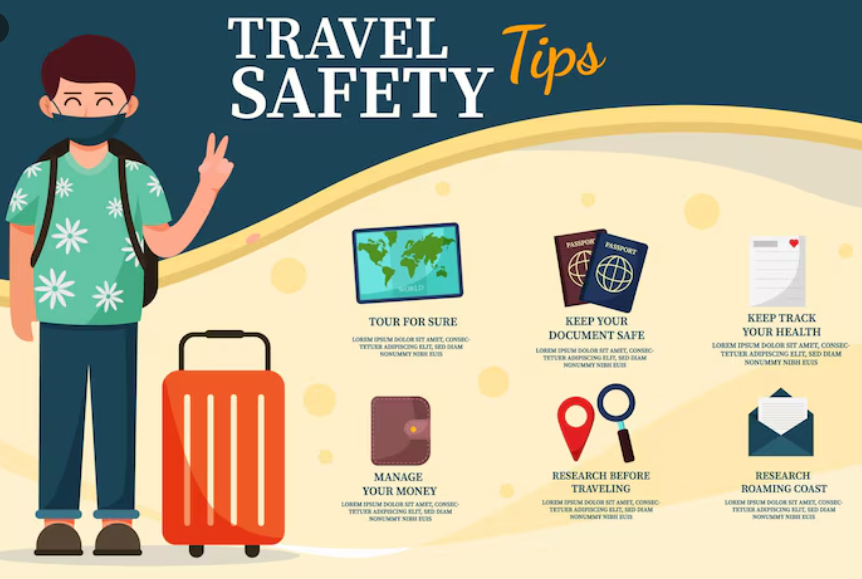 TRAVEL
SAFETY
Tips
WORLD
TOUR FOR SURE
LOREM IPSUM DOLOR SIT AMET, CONSEC-
TETUER ADIPISCING ELIT, SED DIAM
NONUMMY NIBH EUIS
PASSPORT
PASSPORT
KEEP YOUR
DOCUMENT SAFE
LOREM IPSUM DOLOR SIT AMET, CONSEC-
TETUER ADIPISCING ELIT, SED DIAM
NONUMMY NIBH EUIS
KEEP TRACK
YOUR HEALTH
LOREM IPSUM DOLOR SIT AMET, CONSEC-
TETUER ADIPISCING ELIT, SED DIAM
NONUMMY NIBH EUIS
MANAGE
YOUR MONEY
LOREM IPSUM DOLOR SIT AMET, CONSEC-
TETUER ADIPISCING ELIT, SED DIAM
NONUMMY NIBH EUIS
RESEARCH BEFORE
TRAVELING
LOREM IPSUM DOLOR SIT AMET, CONSEC-
TETUER ADIPISCING ELIT, SED DIAM
NONUMMY NIBH EUIS
RESEARCH
ROAMING COAST
LOREM IPSUM DOLOR SIT AMET, CONSEC-
TETUER ADIPISCING ELIT, SED DIAM
NONUMMY NIBH EUIS